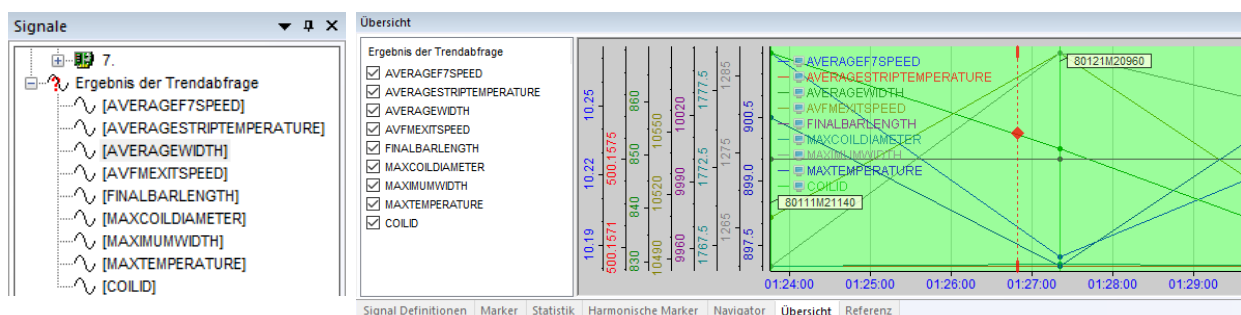 Signale
7.
Ergebnis der Trendabfrage
[AVERAGEF7SPEED]
[AVERAGESTRIPTEMPERATURE]
[AVERAGEWIDTH]
[AVFMEXITSPEED]
[FINALBARLENGTH]
[MAXCOILDIAMETER]
[MAXIMUMWIDTH]
[MAXTEMPERATURE]
[COILID]
Übersicht
Ergebnis der Trendabfrage
AVERAGEF7SPEED
AVERAGESTRIPTEMPERATURE
AVERAGEWIDTH
AVFMEXITSPEED
FINALBARLENGTH
MAXCOILDIAMETER
MAXIMUMWIDTH
MAXTEMPERATURE
COILID
10.25
10.22
10.19
500.1575
500.1571
860
850
840
830
10550
10520
10490
10020
9990
9960
1777.5
1772.5
1767.5
1285
1275
1265
900.5
899.0
897.5
AVERAGEF7SPEED
AVERAGESTRIPTEMPERATURE
AVERAGEWIDTH
AVFMEXITSPEED
FINALBARLENGTH
MAXCOILDIAMETER
MAXIMUMWIDTH
MAXTEMPERATURE
COILID
80121M20960
80111M21140
01:24:00 01:25:00 01:26:00 01:27:00 01:28:00 01:29:00
Signal Definitionen Marker Statistik Harmonische Marker Navigator Übersicht Referenz